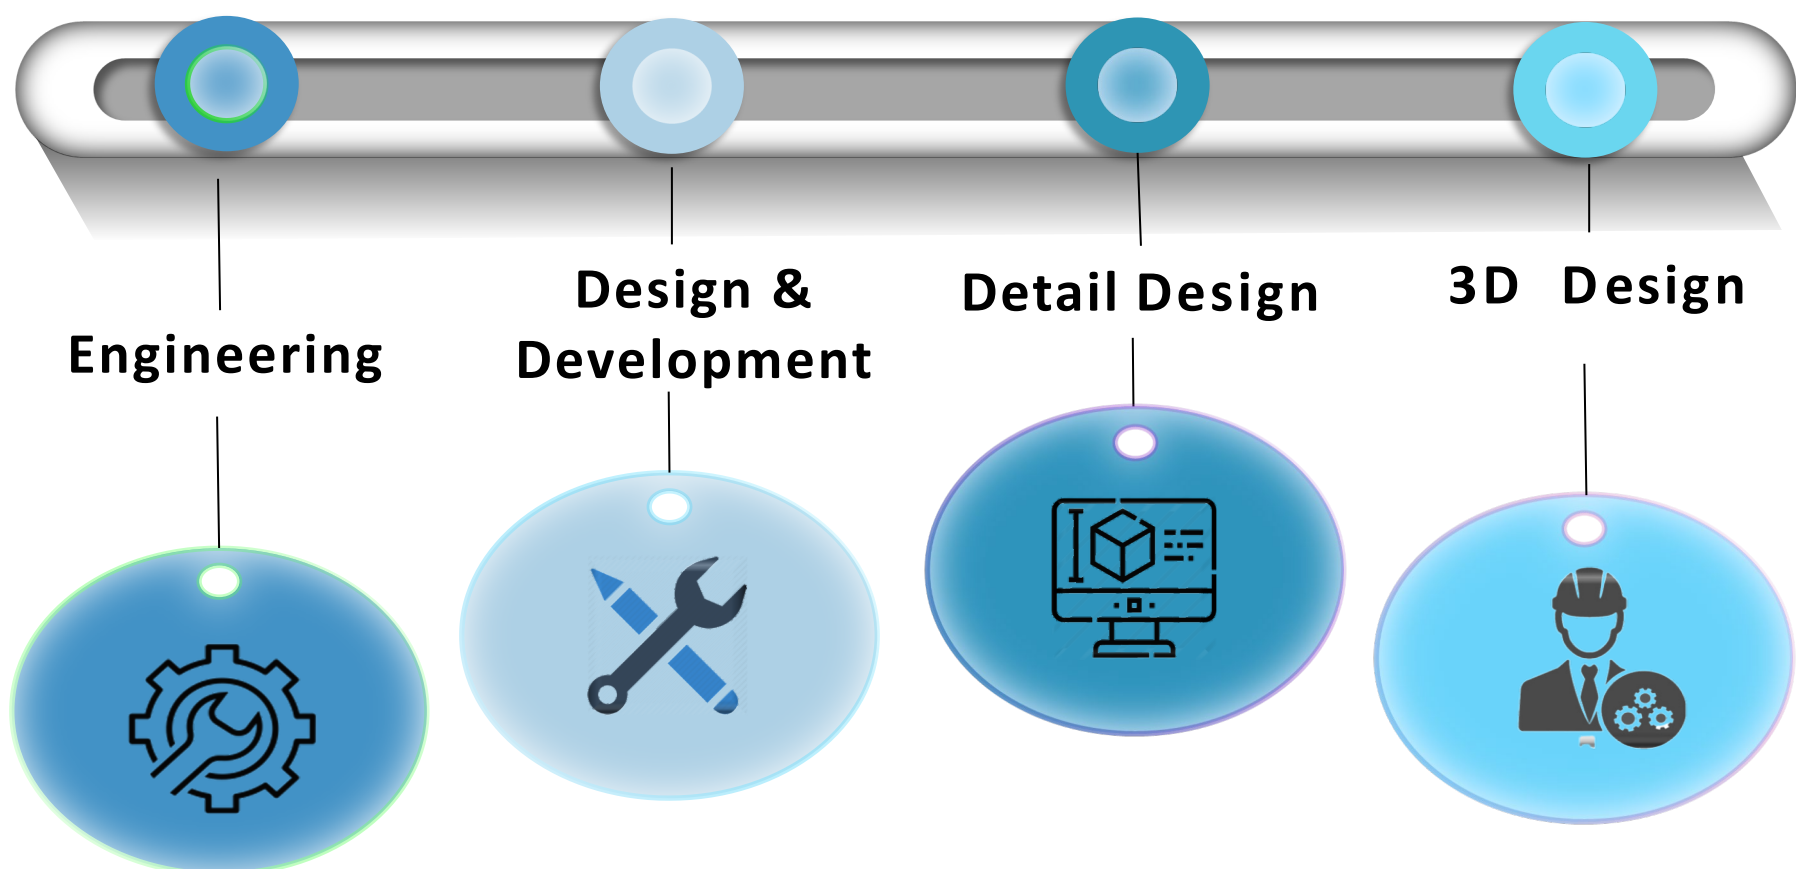 Engineering
Design &
Development
Detail Design
3D Design